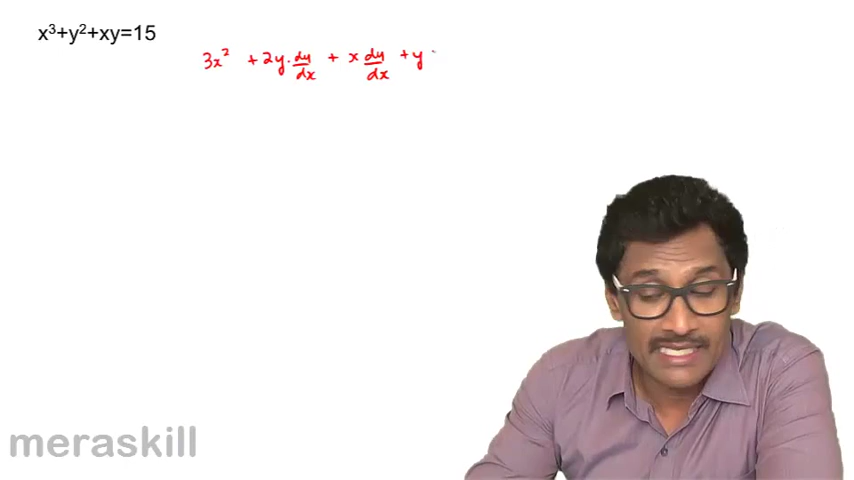 x³+y²+xy=15
3x² + 2y · dy/dx + x dy/dx + y ·
meraskill